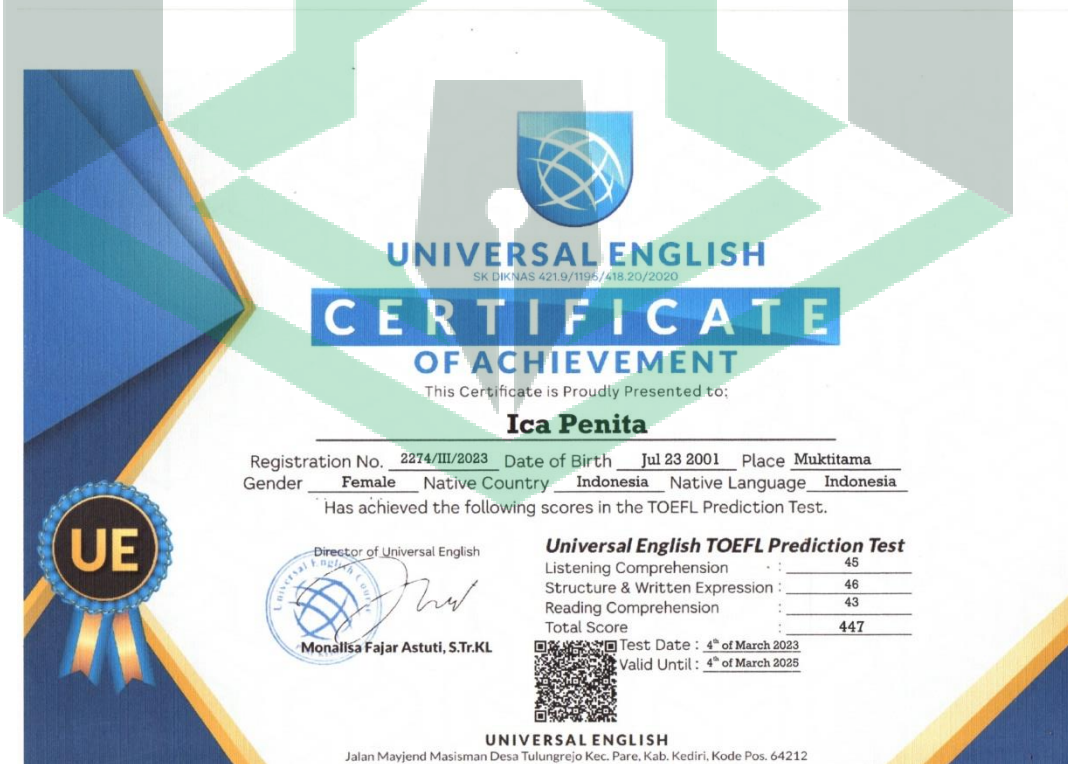 UNIVERSAL ENGLISH
SK DIKNAS 421.9/1195/418.20/2020
CERTIFICATE
OF ACHIEVEMENT
This Certificate is Proudly Presented to:
Ica Penita
Registration No. 2274/III/2023 Date of Birth Jul 23 2001 Place Muktitama
Gender Female Native Country Indonesia Native Language Indonesia
Has achieved the following scores in the TOEFL Prediction Test.
UE
Director of Universal English
Universal English Course
Monalisa Fajar Astuti, S.Tr.KL
Universal English TOEFL Prediction Test
Listening Comprehension : 45
Structure & Written Expression : 46
Reading Comprehension : 43
Total Score : 447
Test Date : 4th of March 2023
Valid Until : 4th of March 2025
UNIVERSAL ENGLISH
Jalan Mayjend Masisman Desa Tulungrejo Kec. Pare, Kab. Kediri, Kode Pos. 64212